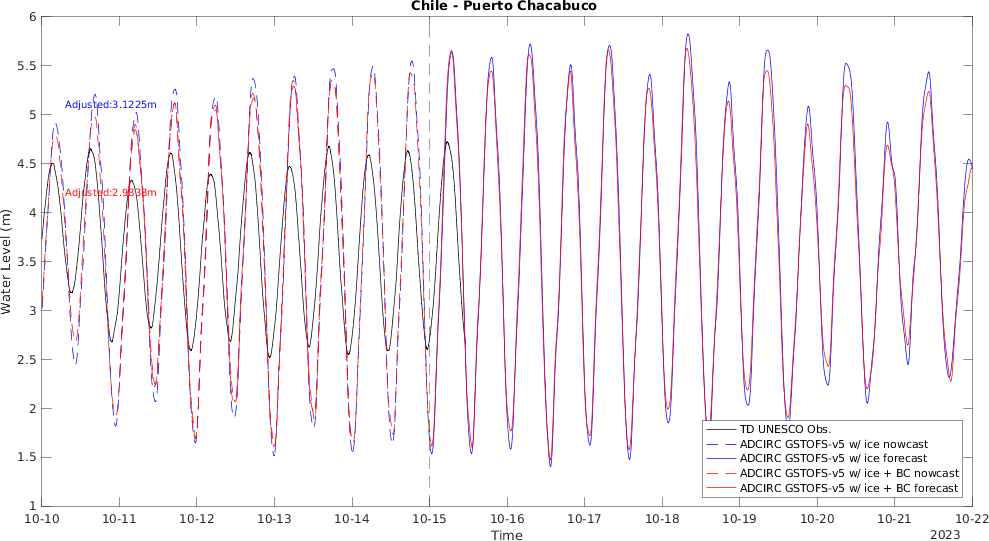 Chile - Puerto Chacabuco
Water Level (m)
6
5.5
5
4.5
4
3.5
3
2.5
2
1.5
1
Adjusted:3.1225m
Adjusted:2.9838m
TD UNESCO Obs.
ADCIRC GSTOFS-v5 w/ ice nowcast
ADCIRC GSTOFS-v5 w/ ice forecast
ADCIRC GSTOFS-v5 w/ ice + BC nowcast
ADCIRC GSTOFS-v5 w/ ice + BC forecast
10-10 10-11 10-12 10-13 10-14 10-15 10-16 10-17 10-18 10-19 10-20 10-21 10-22
Time
2023